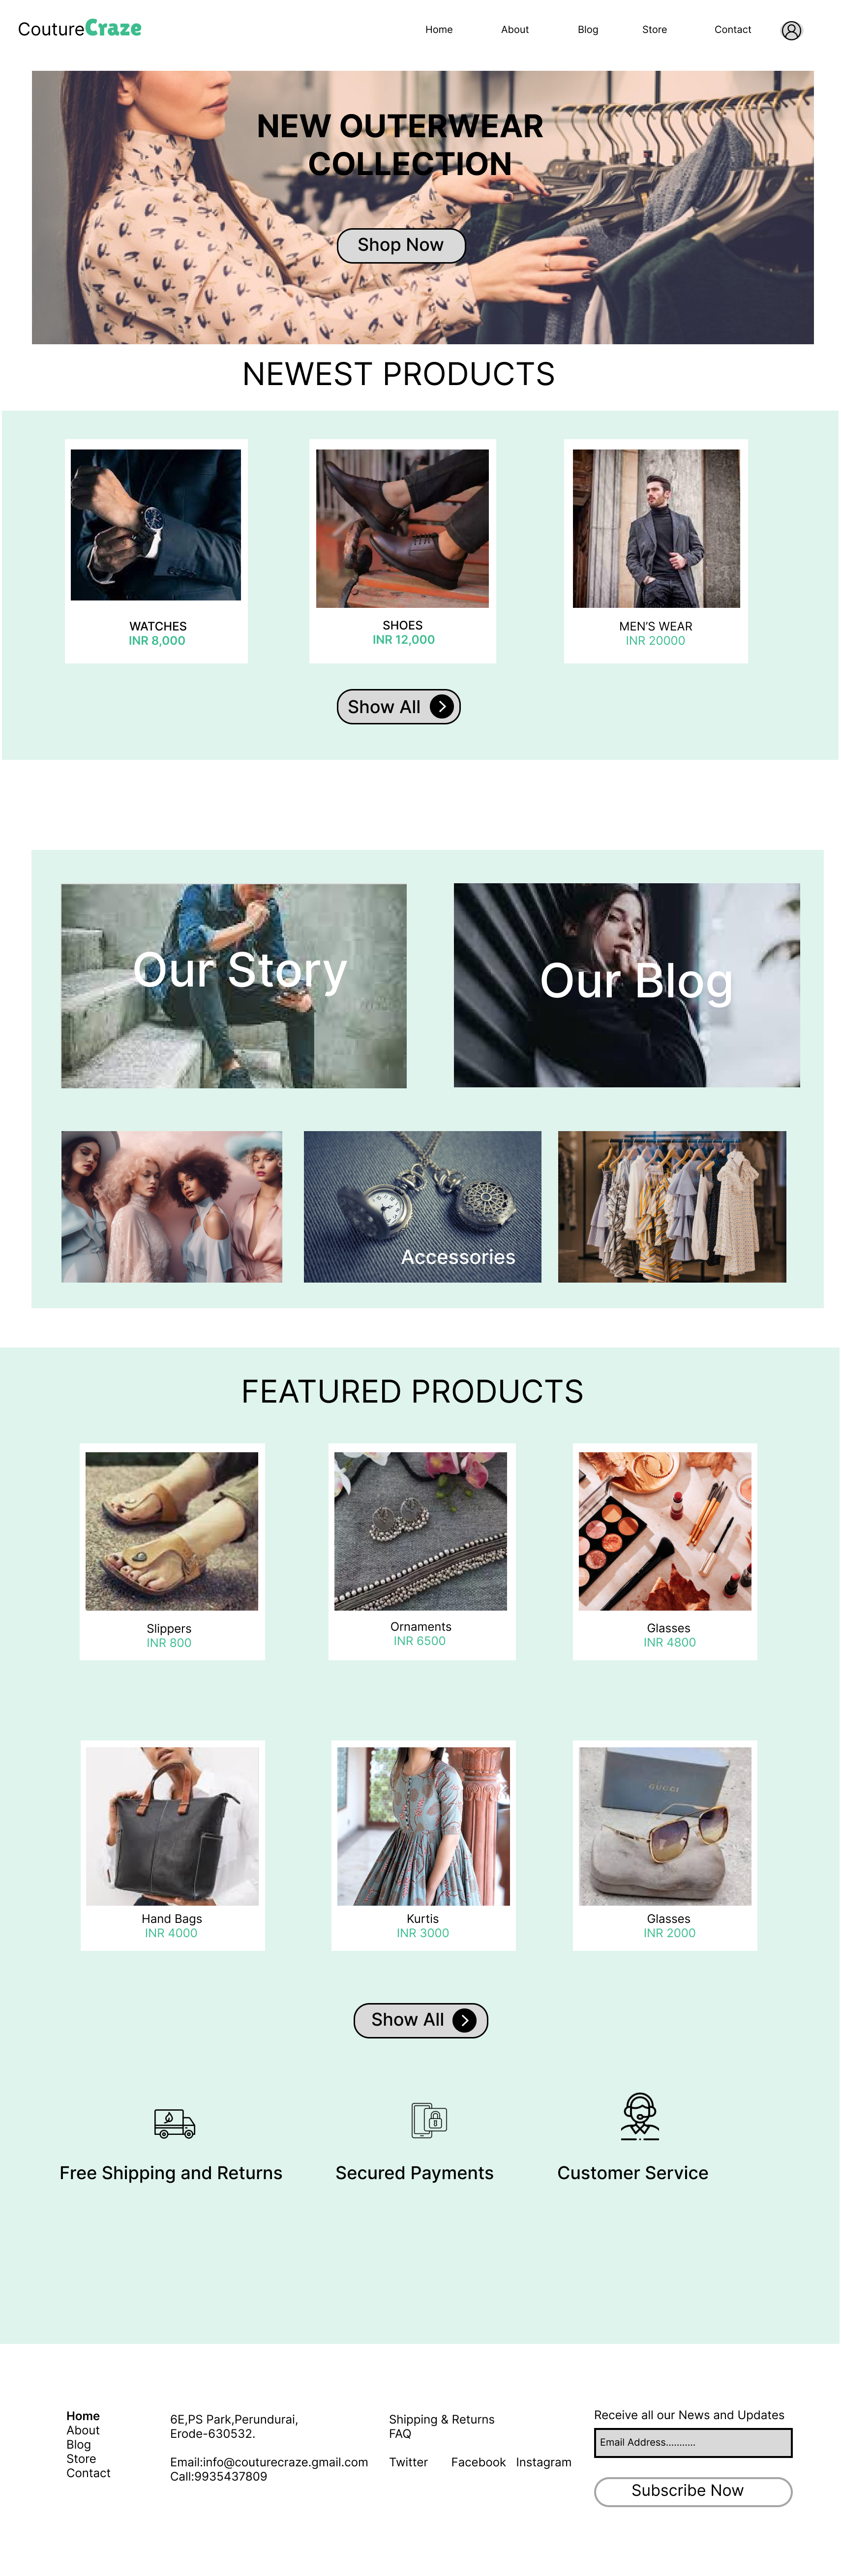 CoutureCraze
Home About Blog Store Contact
NEW OUTERWEAR
COLLECTION
Shop Now
NEWEST PRODUCTS
WATCHES
INR 8,000
SHOES
INR 12,000
MEN'S WEAR
INR 20000
Show All
Our Story
Our Blog
Accessories
FEATURED PRODUCTS
Slippers
INR 800
Ornaments
INR 6500
Glasses
INR 4800
Hand Bags
INR 4000
Kurtis
INR 3000
GUCCI
Glasses
INR 2000
Show All
Free Shipping and Returns
Secured Payments
Customer Service
Home
About
Blog
Store
Contact
6E,PS Park,Perundurai,
Erode-630532.
Email:info@couturecraze.gmail.com
Call:9935437809
Shipping & Returns
FAQ
Twitter Facebook Instagram
Receive all our News and Updates
Email Address...........
Subscribe Now